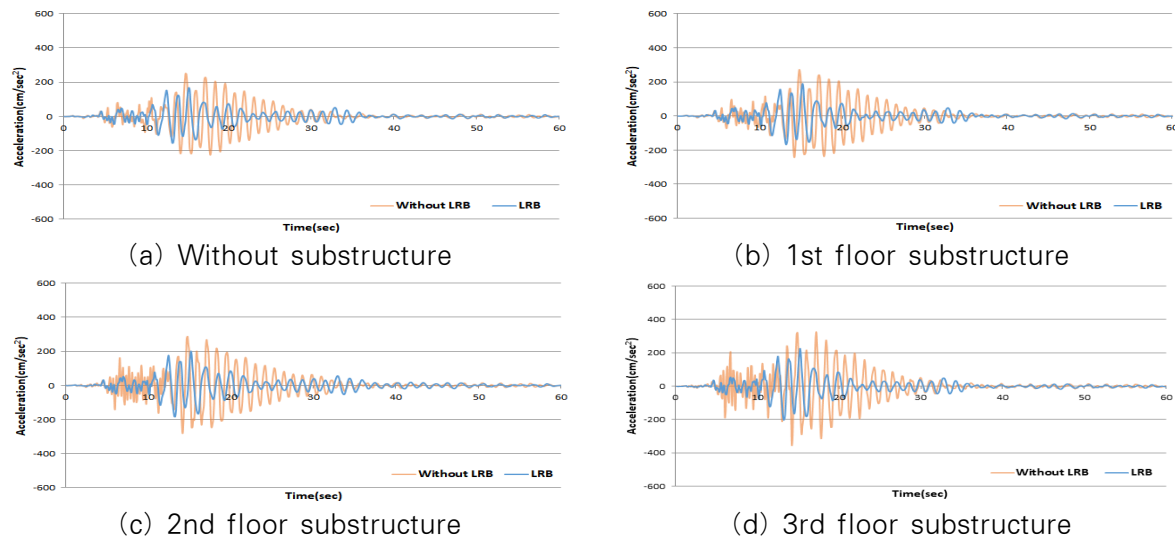 600
400
200
0
-200
-400
-600
0 10 20 30 40 50 60
Acceleration(cm/sec²)
Without LRB LRB
Time(sec)
(a) Without substructure
600
400
200
0
-200
-400
-600
0 10 20 30 40 50 60
Acceleration(cm/sec²)
Without LRB LRB
Time(sec)
(b) 1st floor substructure
600
400
200
0
-200
-400
-600
0 10 20 30 40 50 60
Acceleration(cm/sec²)
Without LRB LRB
Time(sec)
(c) 2nd floor substructure
600
400
200
0
-200
-400
-600
0 10 20 30 40 50 60
Acceleration(cm/sec²)
Without LRB LRB
Time(sec)
(d) 3rd floor substructure